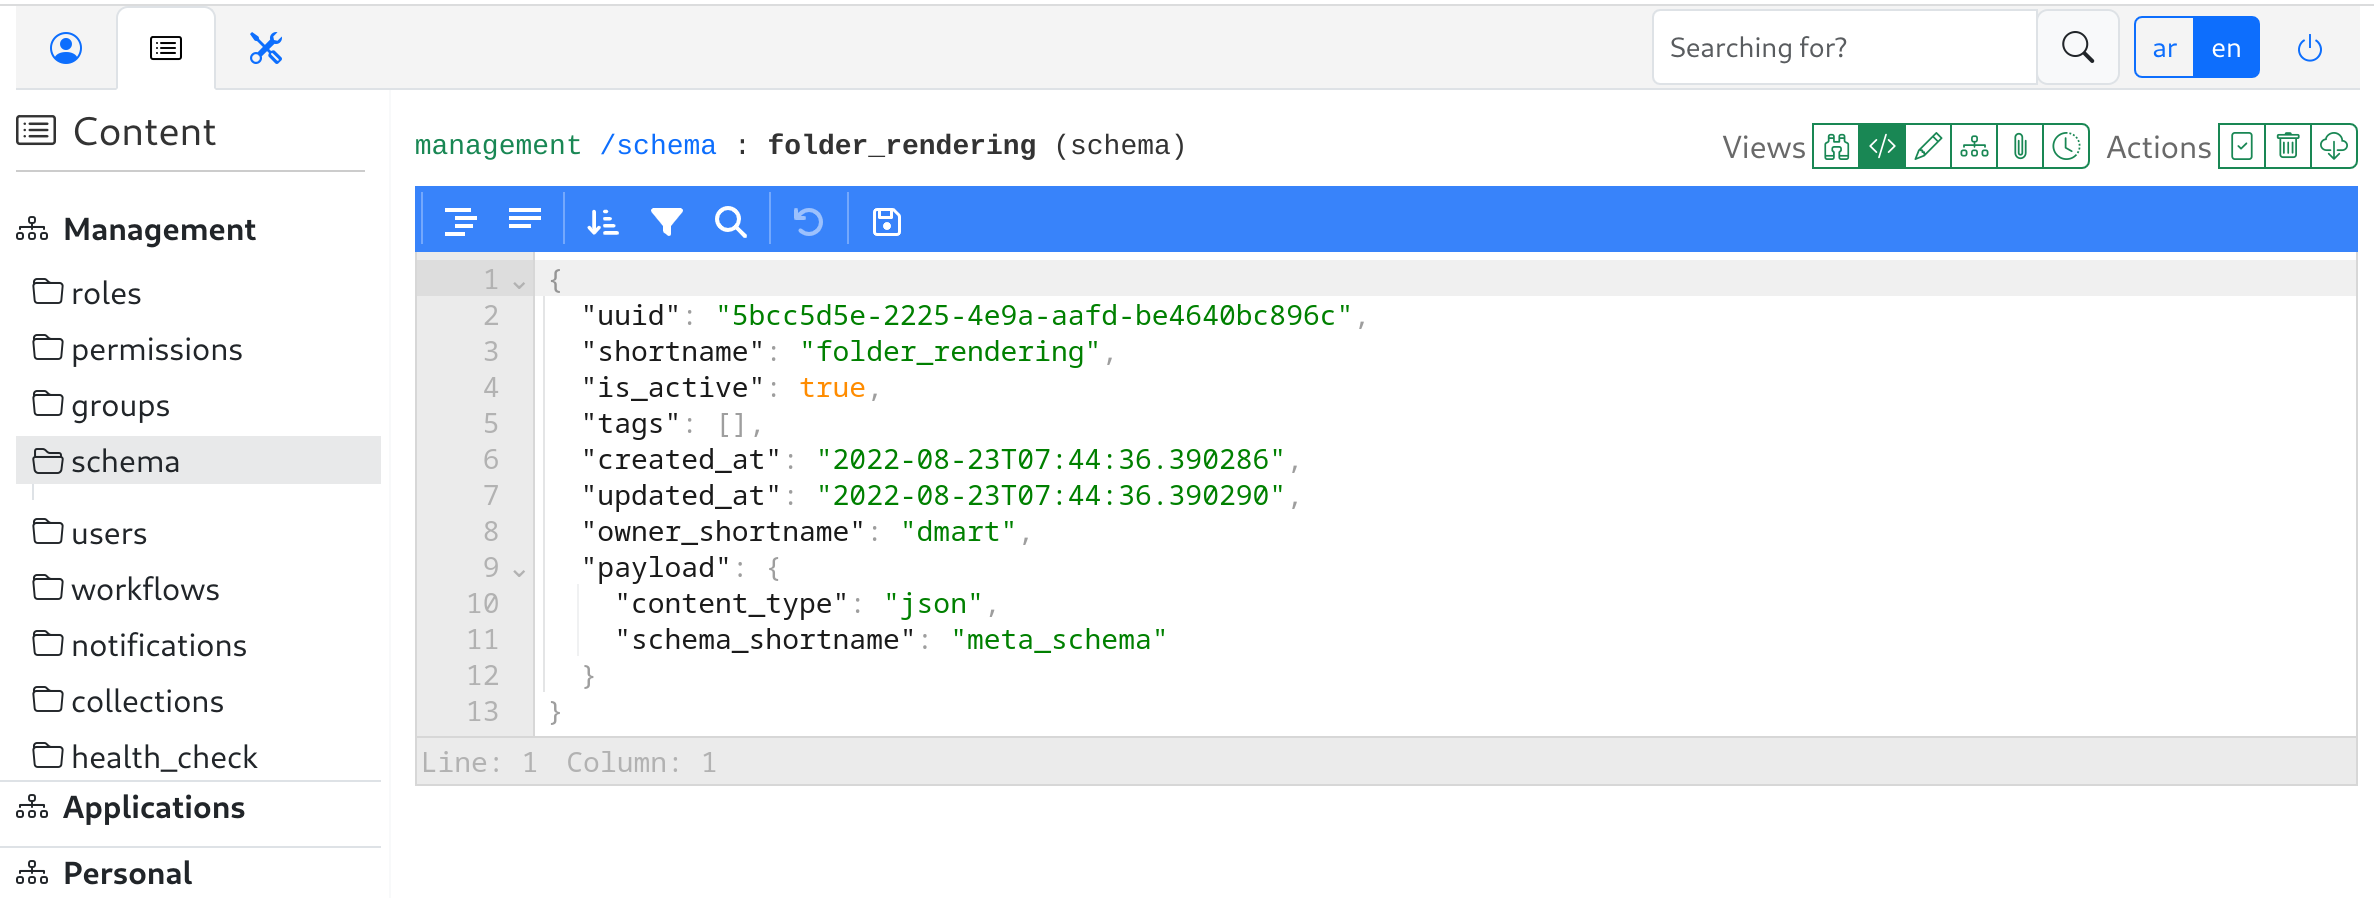 Searching for?
ar en
Content
Management
roles
permissions
groups
schema
users
workflows
notifications
collections
health_check
Applications
Personal
management /schema : folder_rendering (schema)
Views </> Actions
1 {
2 "uuid": "5bcc5d5e-2225-4e9a-aafd-be4640bc896c",
3 "shortname": "folder_rendering",
4 "is_active": true,
5 "tags": [],
6 "created_at": "2022-08-23T07:44:36.390286",
7 "updated_at": "2022-08-23T07:44:36.390290",
8 "owner_shortname": "dmart",
9 "payload": {
10 "content_type": "json",
11 "schema_shortname": "meta_schema"
12 }
13 }
Line: 1 Column: 1